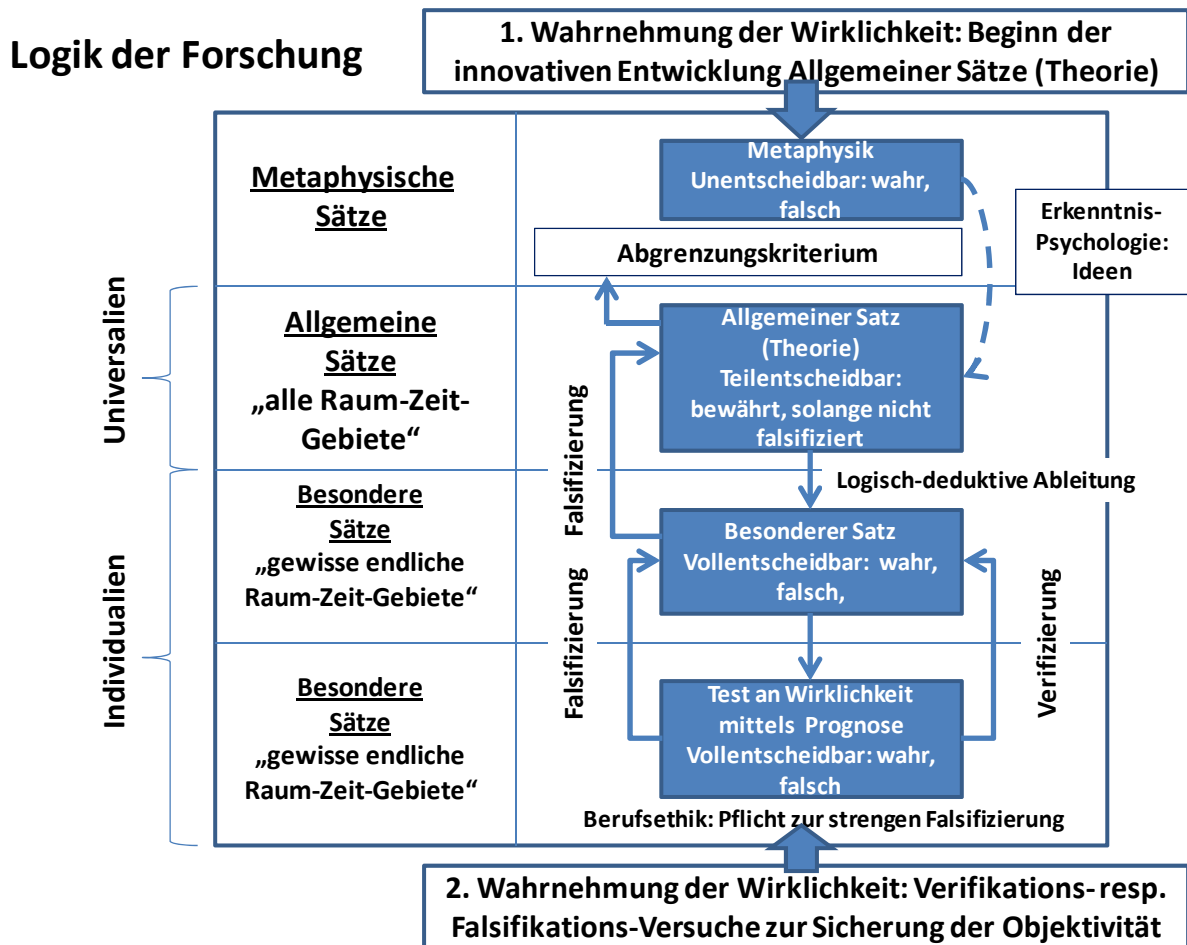 Logik der Forschung
1. Wahrnehmung der Wirklichkeit: Beginn der
innovativen Entwicklung Allgemeiner Sätze (Theorie)
Metaphysische
Sätze
Metaphysik
Unentscheidbar: wahr,
falsch
Erkenntnis-
Psychologie:
Ideen
Abgrenzungskriterium
Universalien
Allgemeine
Sätze
„alle Raum-Zeit-
Gebiete“
Falsifizierung
Allgemeiner Satz
(Theorie)
Teilentscheidbar:
bewährt, solange nicht
falsifiziert
Logisch-deduktive Ableitung
Individualien
Besondere
Sätze
„gewisse endliche
Raum-Zeit-Gebiete“
Besonderer Satz
Vollentscheidbar: wahr,
falsch,
Falsifizierung
Verifizierung
Besondere
Sätze
„gewisse endliche
Raum-Zeit-Gebiete“
Test an Wirklichkeit
mittels Prognose
Vollentscheidbar: wahr,
falsch
Berufsethik: Pflicht zur strengen Falsifizierung
2. Wahrnehmung der Wirklichkeit: Verifikations- resp.
Falsifikations-Versuche zur Sicherung der Objektivität